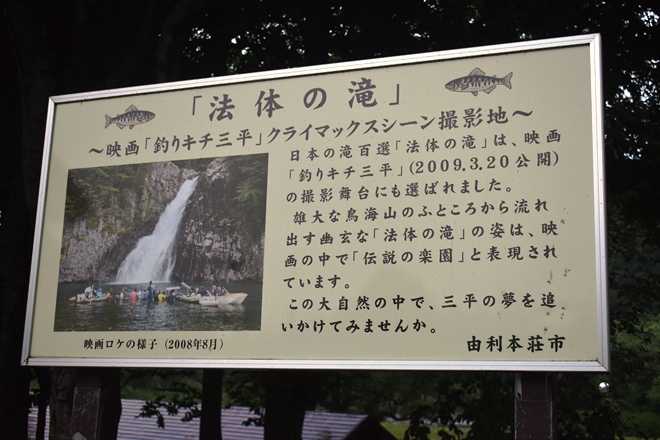 「法体の滝」
～映画「釣りキチ三平」クライマックスシーン撮影地～
日本の滝百選「法体の滝」は、映画
「釣りキチ三平」(2009.3.20公開)
の撮影舞台にも選ばれました。
雄大な鳥海山のふところから流れ
出す幽玄な「法体の滝」の姿は、映
画の中で「伝説の楽園」と表現され
ています。
この大自然の中で、三平の夢を追
いかけてみませんか。
映画ロケの様子(2008年8月)
由利本荘市